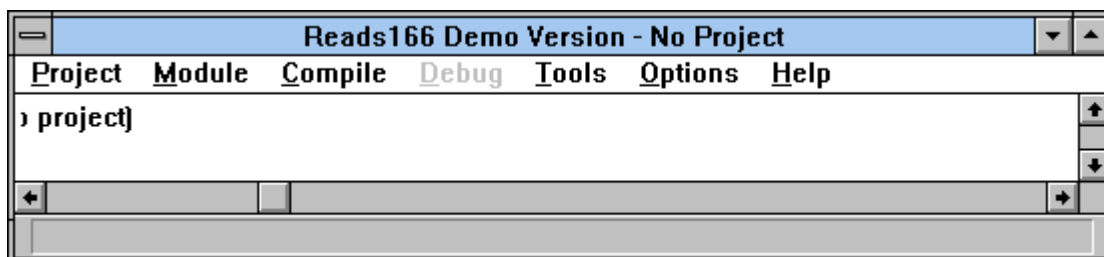 Reads166 Demo Version - No Project
Project Module Compile Debug Tools Options Help
project)